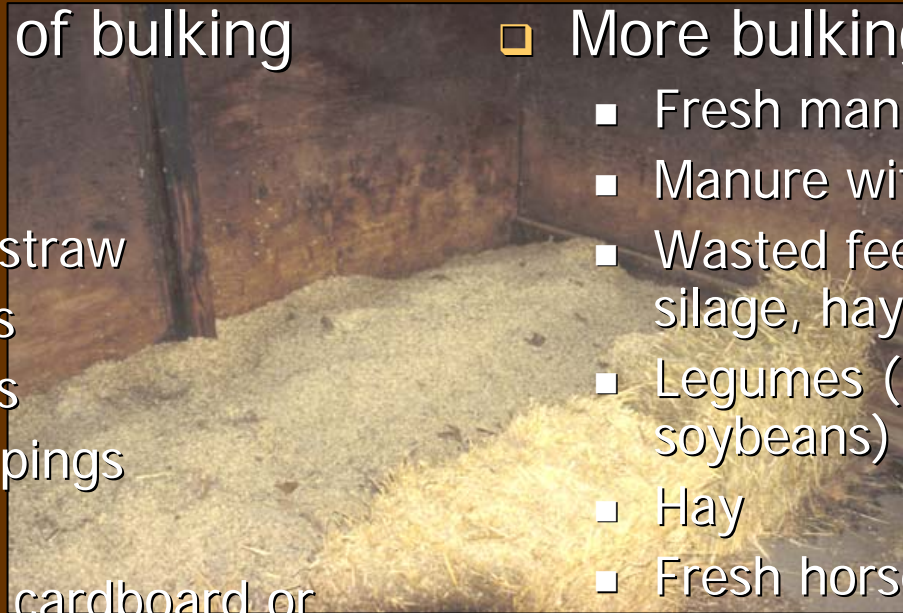 of bulking
straw
s
s
pings
cardboard or
More bulking
Fresh man
Manure wit
Wasted fee
silage, hay
Legumes (
soybeans)
Hay
Fresh horse